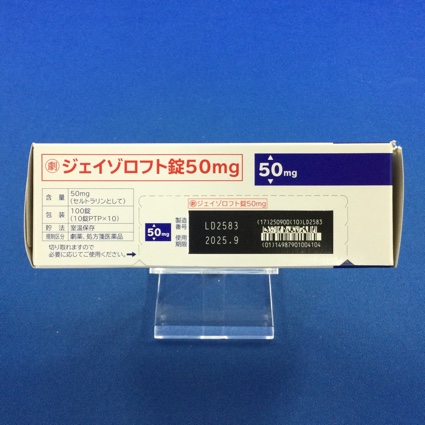 劇 ジェイゾロフト錠50mg
50mg
含量 50mg
(セルトラリンとして)
包装 100錠
(10錠PTP×10)
貯法 室温保存
規制区分 劇薬、処方箋医薬品
切り取れますので
必要に応じてご使用ください。
50mg
劇 ジェイゾロフト錠50mg
製造番号 LD2583
使用期限 2025.9
(17)250900(10)LD2583
(01)14987901004104